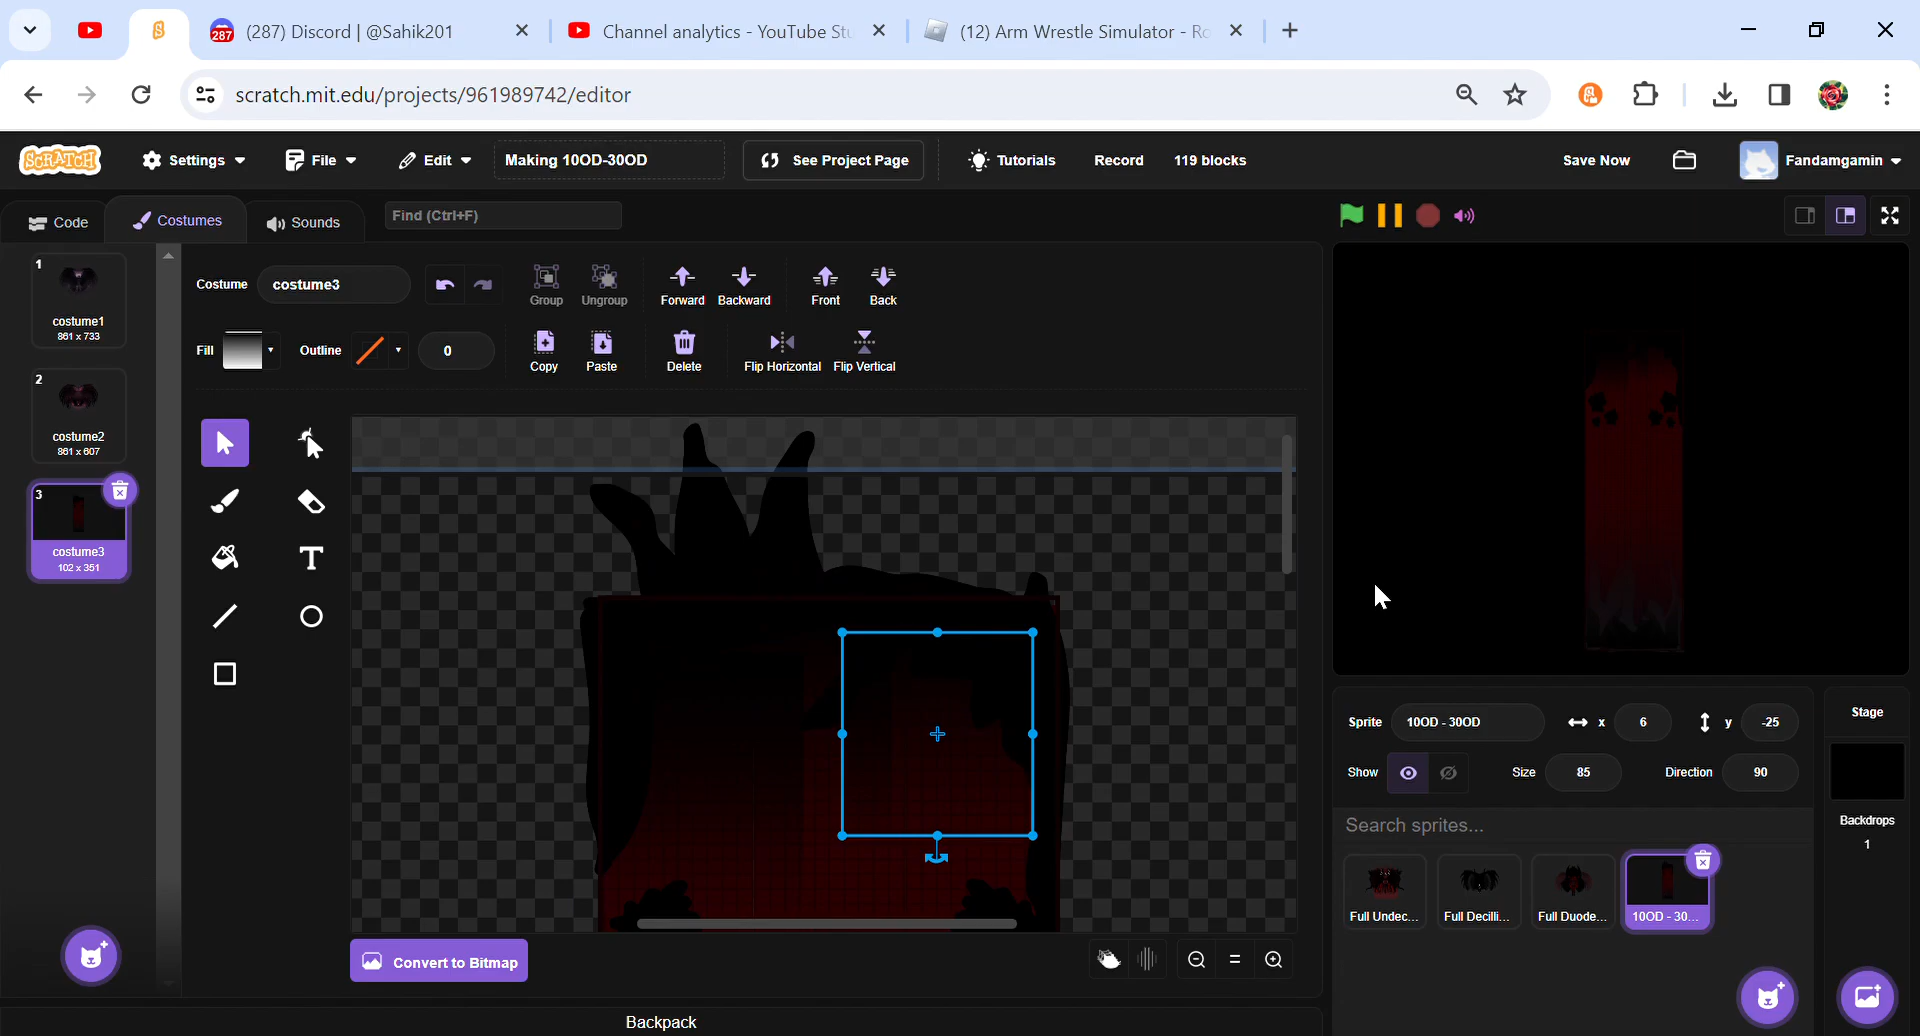 287
(287) Discord | @Sahik201
Channel analytics - YouTube Stu
(12) Arm Wrestle Simulator - Ro
scratch.mit.edu/projects/961989742/editor
SCRATCH
Settings
File
Edit
Making 10OD-30OD
See Project Page
Tutorials
Record
119 blocks
Save Now
Fandamgamin
Code
Costumes
Sounds
Find (Ctrl+F)
1
costume1
861 x 733
2
costume2
861 x 607
3
costume3
102 x 351
Costume
costume3
Group
Ungroup
Forward
Backward
Front
Back
Fill
Outline
0
Copy
Paste
Delete
Flip Horizontal
Flip Vertical
T
Convert to Bitmap
Backpack
Sprite
10OD - 30OD
x
6
y
-25
Show
Size
85
Direction
90
Search sprites...
Full Undec...
Full Decilli...
Full Duode...
10OD - 30...
Stage
Backdrops
1